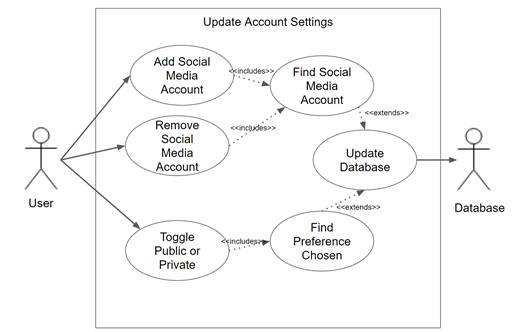 Update Account Settings
Add Social
Media
Account
<<includes>>
Find Social
Media
Account
<<extends>>
Remove
Social
Media
Account
<<includes>>
Update
Database
User
Database
Toggle
Public or
Private
<<includes>
Find
Preference
Chosen
<<extends>>